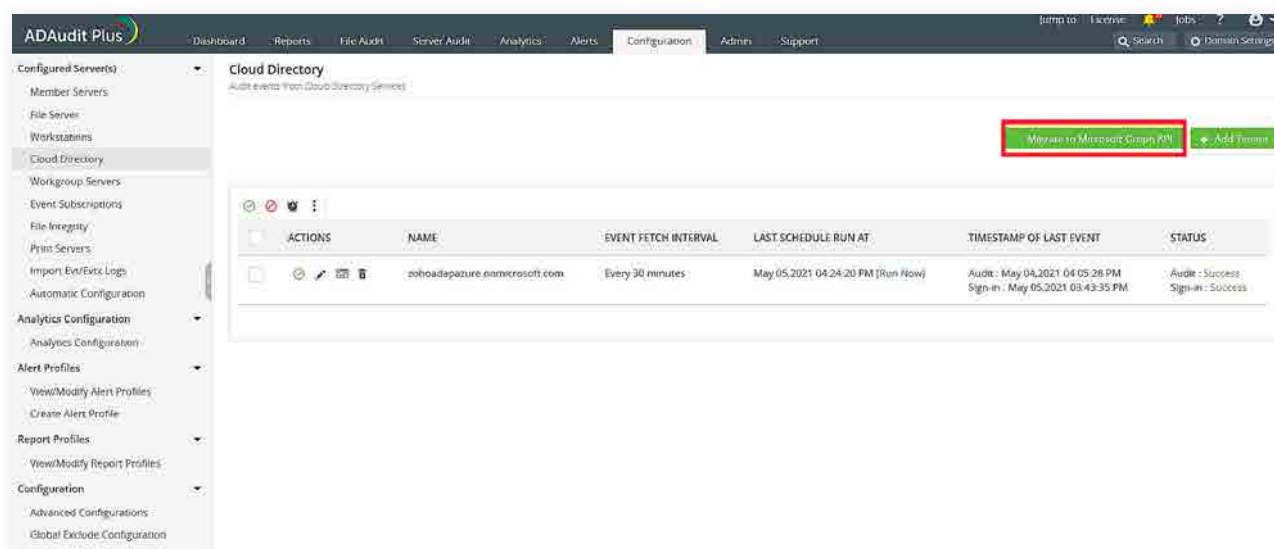 Jump to License Jobs ?
ADAudit Plus
Dashboard Reports File Audit Server Audit Analytics Alerts Configuration Admin Support
Search Domain Settings
Configured Server(s)
Member Servers
File Server
Workstations
Cloud Directory
Workgroup Servers
Event Subscriptions
File Integrity
Print Servers
Import Evt/Evtx Logs
Automatic Configuration
Analytics Configuration
Analytics Configuration
Alert Profiles
View/Modify Alert Profiles
Create Alert Profile
Report Profiles
View/Modify Report Profiles
Configuration
Advanced Configurations
Global Exclude Configuration
Cloud Directory
Audit events from Cloud Directory Services
Migrate to Microsoft Graph API
+ Add Tenant
ACTIONS NAME EVENT FETCH INTERVAL LAST SCHEDULE RUN AT TIMESTAMP OF LAST EVENT STATUS
zohoadapazure.onmicrosoft.com Every 30 minutes May 05,2021 04:24:20 PM [Run Now] Audit : May 04,2021 04:05:28 PM Audit : Success
Sign-in : May 05,2021 03:43:35 PM Sign-in : Success